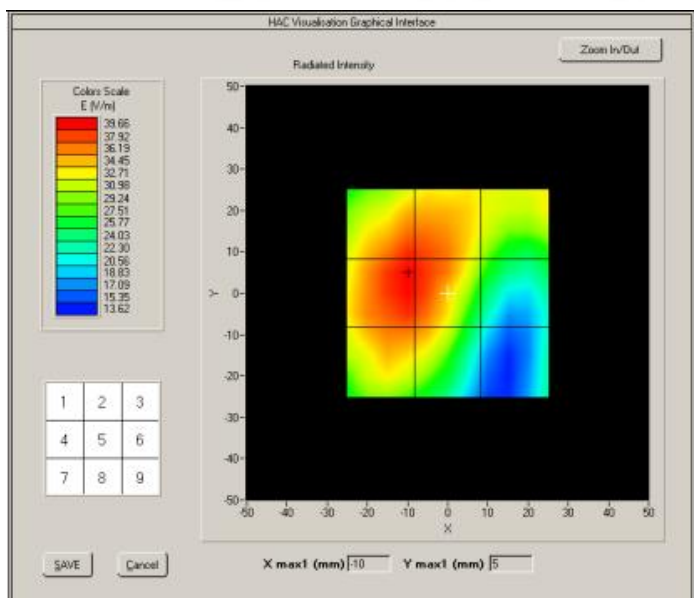 HAC Visualisation Graphical Interface
Zoom In/Out
Radiated Intensity
Colors Scale
E (V/m)
39.66
37.92
36.19
34.45
32.71
30.98
29.24
27.51
25.77
24.03
22.30
20.56
18.83
17.09
15.35
13.62
50-
40-
30-
20-
10-
0-
-10-
-20-
-30-
-40-
-50-
Y
-50 -40 -30 -20 -10 0 10 20 30 40 50
X
1 2 3
4 5 6
7 8 9
SAVE Cancel
X max1 (mm) -10 Y max1 (mm) 5